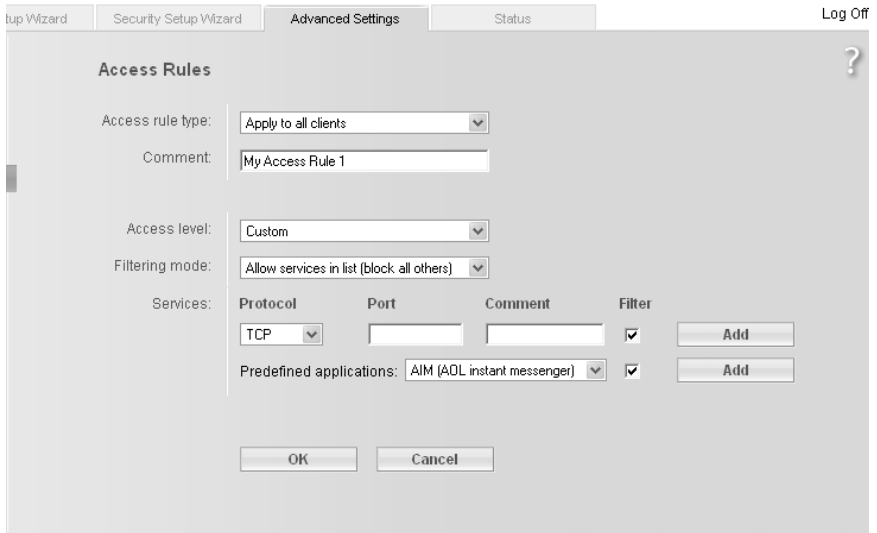 tup Wizard Security Setup Wizard Advanced Settings Status Log Off
?
Access Rules
Access rule type: Apply to all clients
Comment: My Access Rule 1
Access level: Custom
Filtering mode: Allow services in list (block all others)
Services: Protocol Port Comment Filter
TCP Add
Predefined applications: AIM (AOL instant messenger) Add
OK Cancel